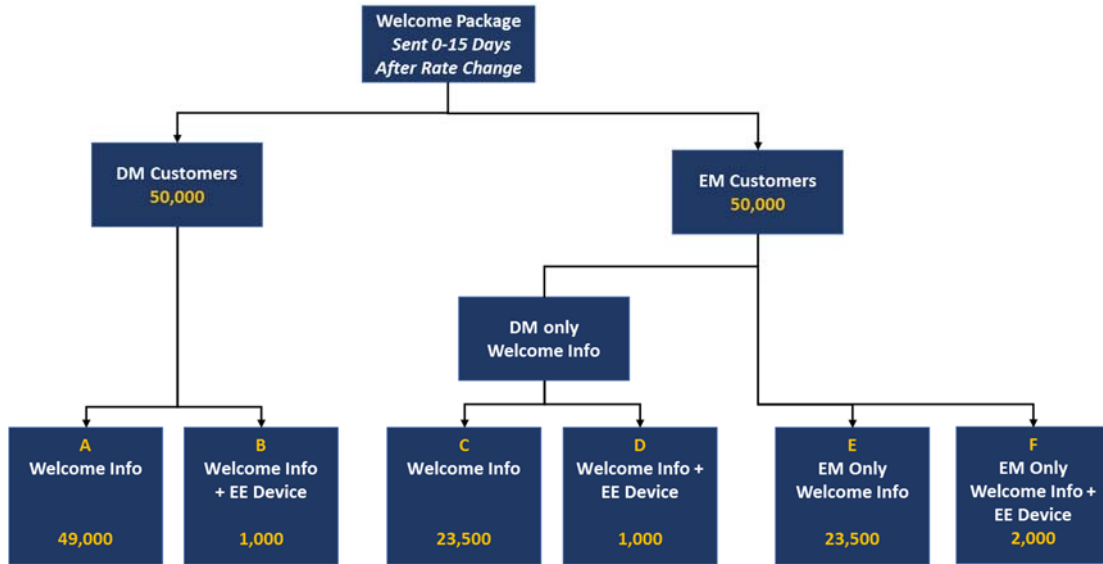 Welcome Package
Sent 0-15 Days
After Rate Change
DM Customers
50,000
EM Customers
50,000
DM only
Welcome Info
A
Welcome Info
49,000
B
Welcome Info
+ EE Device
1,000
C
Welcome Info
23,500
D
Welcome Info +
EE Device
1,000
E
EM Only
Welcome Info
23,500
F
EM Only
Welcome Info +
EE Device
2,000